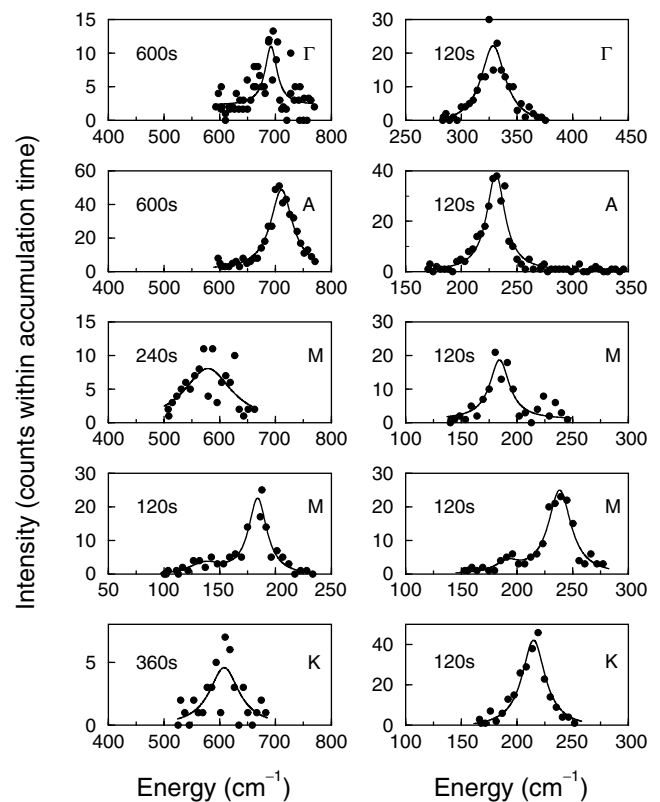 Intensity (counts within accumulation time)
15
10
5
0
600s
Γ
400 500 600 700 800
30
20
10
0
120s
Γ
250 300 350 400 450
60
40
20
0
600s
A
400 500 600 700 800
40
20
0
120s
A
150 200 250 300 350
15
10
5
0
240s
M
400 500 600 700 800
30
20
10
0
120s
M
100 150 200 250 300
30
20
10
0
120s
M
50 100 150 200 250
30
20
10
0
120s
M
100 150 200 250 300
5
0
360s
K
400 500 600 700 800
40
20
0
120s
K
100 150 200 250 300
Energy (cm⁻¹)
Energy (cm⁻¹)